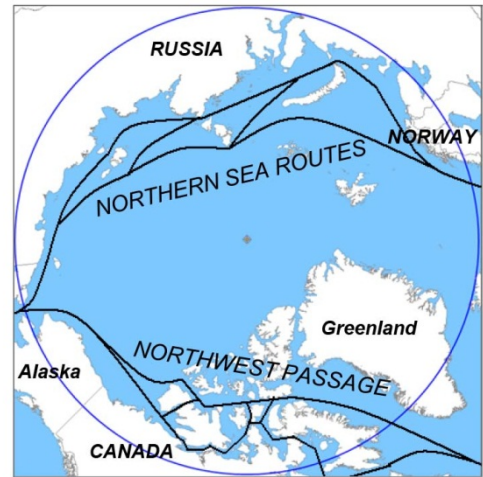 RUSSIA
NORWAY
NORTHERN SEA ROUTES
Greenland
NORTHWEST PASSAGE
Alaska
CANADA